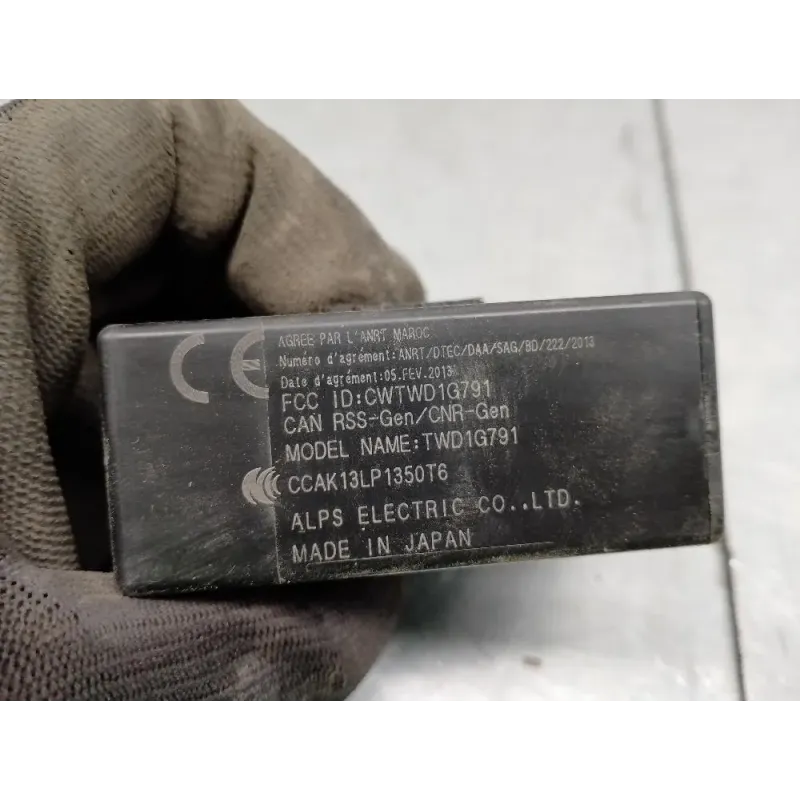 CE
AGREE PAR L'ANRT MAROC
Numéro d'agrément:ANRT/DTEC/DAA/SAG/BD/222/2013
Date d'agrément:05.FEV.2013
FCC ID:CWTWD1G791
CAN RSS-Gen/CNR-Gen
MODEL NAME:TWD1G791
CCAK13LP1350T6
ALPS ELECTRIC CO.,LTD.
MADE IN JAPAN